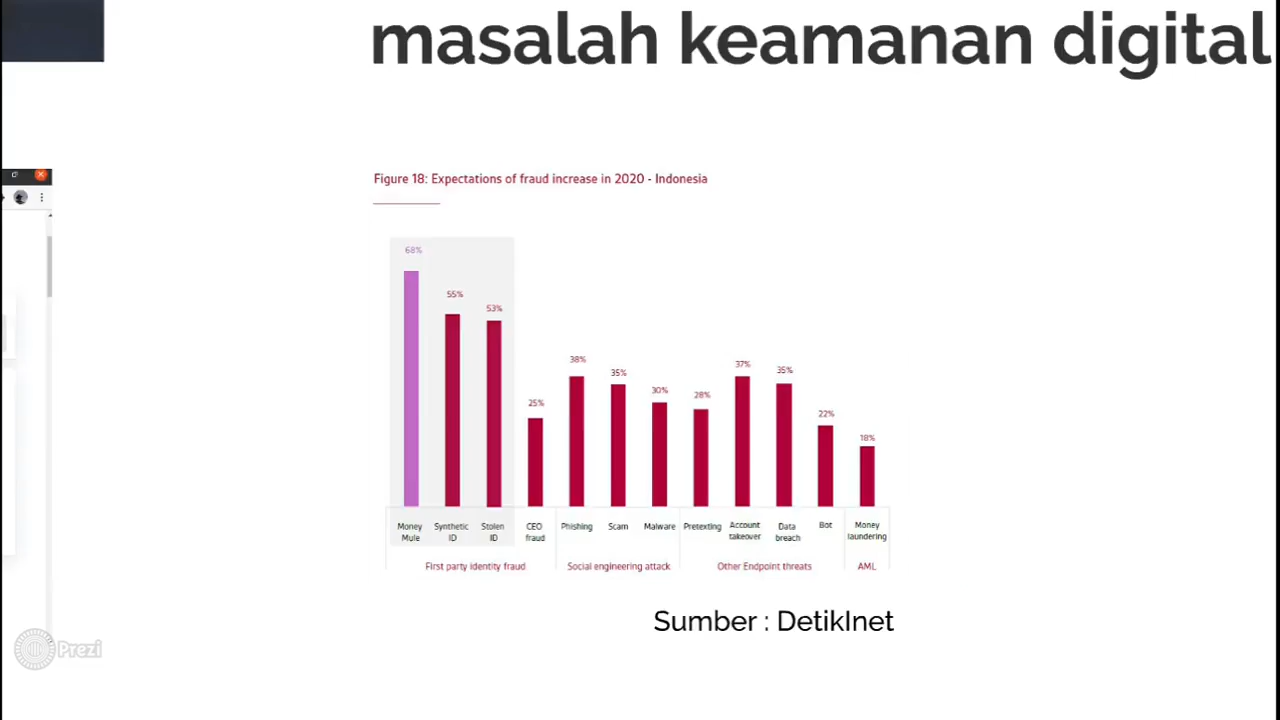 masalah keamanan digital
Figure 18: Expectations of fraud increase in 2020 - Indonesia
68%
55%
53%
25%
38%
35%
30%
28%
37%
35%
22%
18%
Money Mule
Synthetic ID
Stolen ID
CEO fraud
Phishing
Scam
Malware
Pretexting
Account takeover
Data breach
Bot
Money laundering
First party identity fraud
Social engineering attack
Other Endpoint threats
AML
Sumber : DetikInet
Prezi